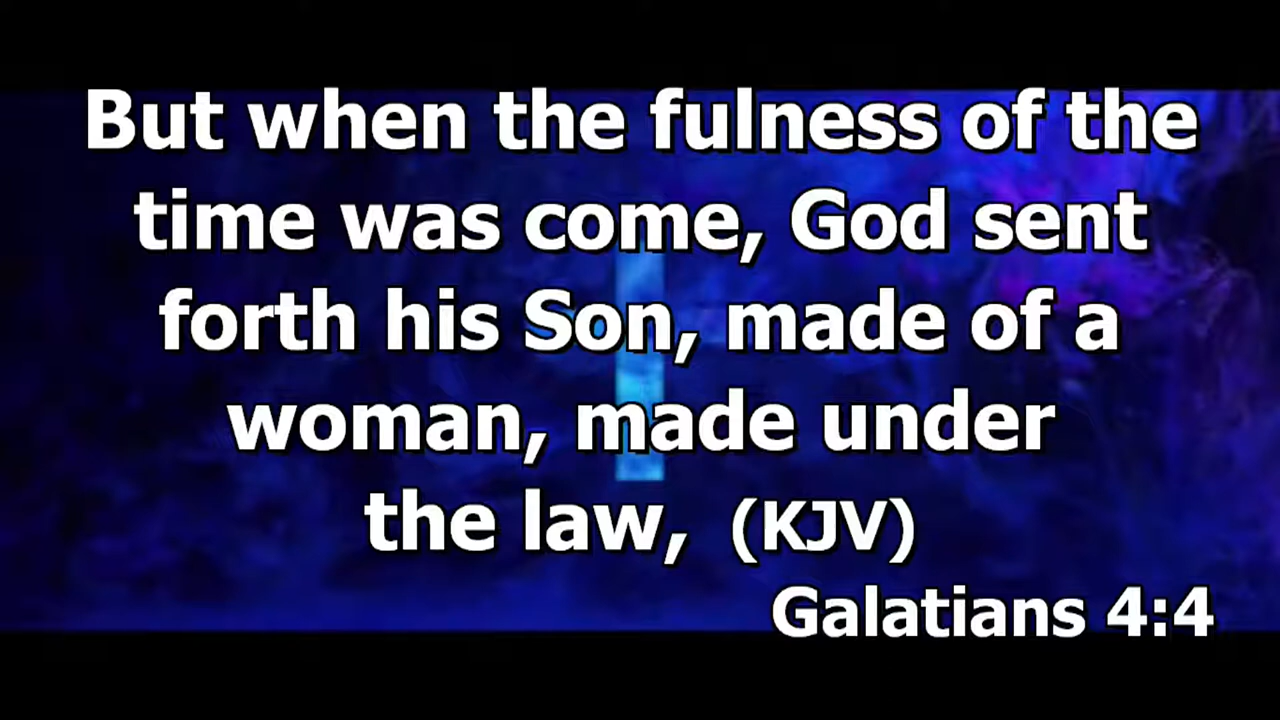 But when the fulness of the
time was come, God sent
forth his Son, made of a
woman, made under
the law, (KJV)
Galatians 4:4